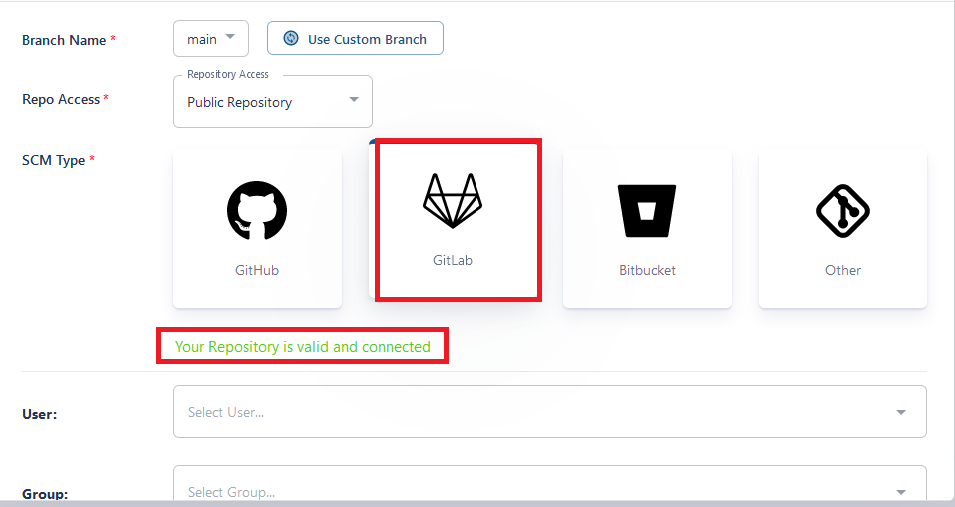 Branch Name *
main
Use Custom Branch
Repository Access
Repo Access *
Public Repository
SCM Type *
GitHub
GitLab
Bitbucket
Other
Your Repository is valid and connected
User:
Select User...
Group:
Select Group...